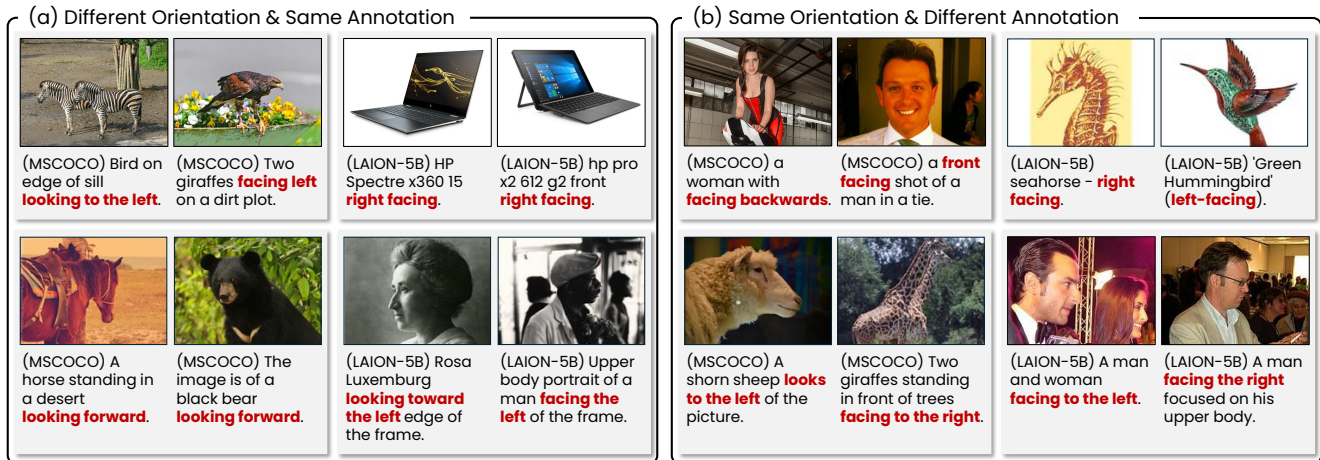 (a) Different Orientation & Same Annotation
(MSCOCO) Bird on
edge of sill
looking to the left.
(MSCOCO) Two
giraffes facing left
on a dirt plot.
(LAION-5B) HP
Spectre x360 15
right facing.
(LAION-5B) hp pro
x2 612 g2 front
right facing.
(MSCOCO) A
horse standing in
a desert
looking forward.
(MSCOCO) The
image is of a
black bear
looking forward.
(LAION-5B) Rosa
Luxemburg
looking toward
the left edge of
the frame.
(LAION-5B) Upper
body portrait of a
man facing the
left of the frame.
(b) Same Orientation & Different Annotation
(MSCOCO) a
woman with
facing backwards.
(MSCOCO) a front
facing shot of a
man in a tie.
(LAION-5B)
seahorse - right
facing.
(LAION-5B) 'Green
Hummingbird'
(left-facing).
(MSCOCO) A
shorn sheep looks
to the left of the
picture.
(MSCOCO) Two
giraffes standing
in front of trees
facing to the right.
(LAION-5B) A man
and woman
facing to the left.
(LAION-5B) A man
facing the right
focused on his
upper body.